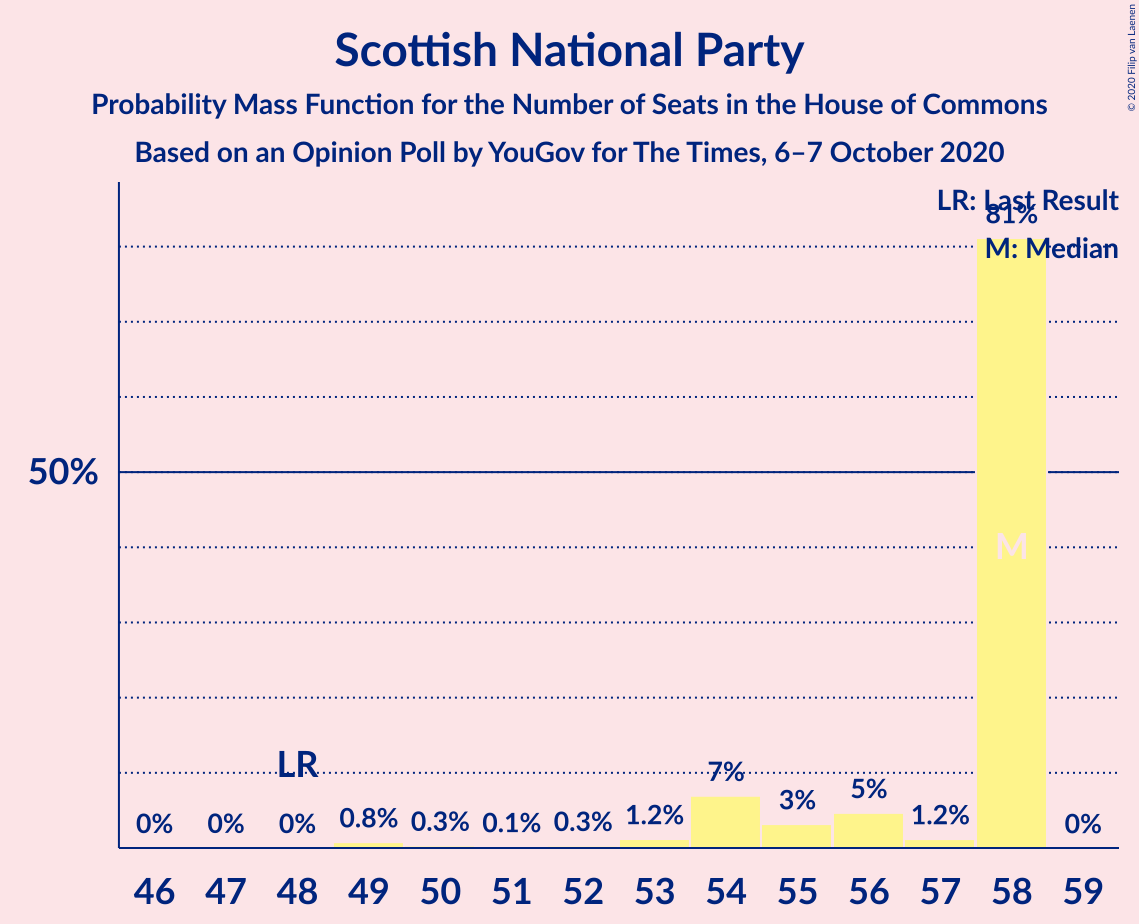 Scottish National Party
Probability Mass Function for the Number of Seats in the House of Commons
Based on an Opinion Poll by YouGov for The Times, 6–7 October 2020
© 2020 Filip van Laenen
LR: Last Result
81%
M: Median
50%
M
LR
0% 0% 0% 0.8% 0.3% 0.1% 0.3% 1.2% 7% 3% 5% 1.2% 0%
46 47 48 49 50 51 52 53 54 55 56 57 58 59